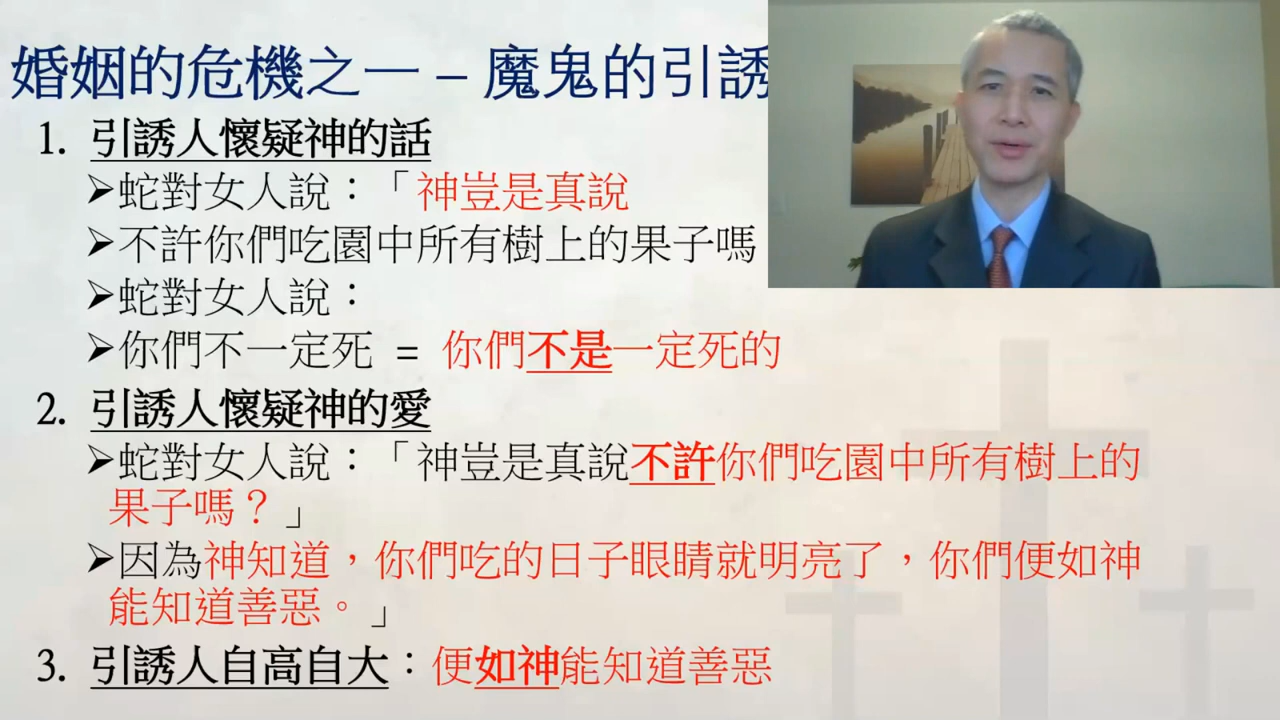 婚姻的危機之一 – 魔鬼的引誘
1. 引誘人懷疑神的話
➢蛇對女人說：「神豈是真說
➢不許你們吃園中所有樹上的果子嗎
➢蛇對女人說：
➢你們不一定死 = 你們不是一定死的
2. 引誘人懷疑神的愛
➢蛇對女人說：「神豈是真說不許你們吃園中所有樹上的
果子嗎？」
➢因為神知道，你們吃的日子眼睛就明亮了，你們便如神
能知道善惡。」
3. 引誘人自高自大：便如神能知道善惡